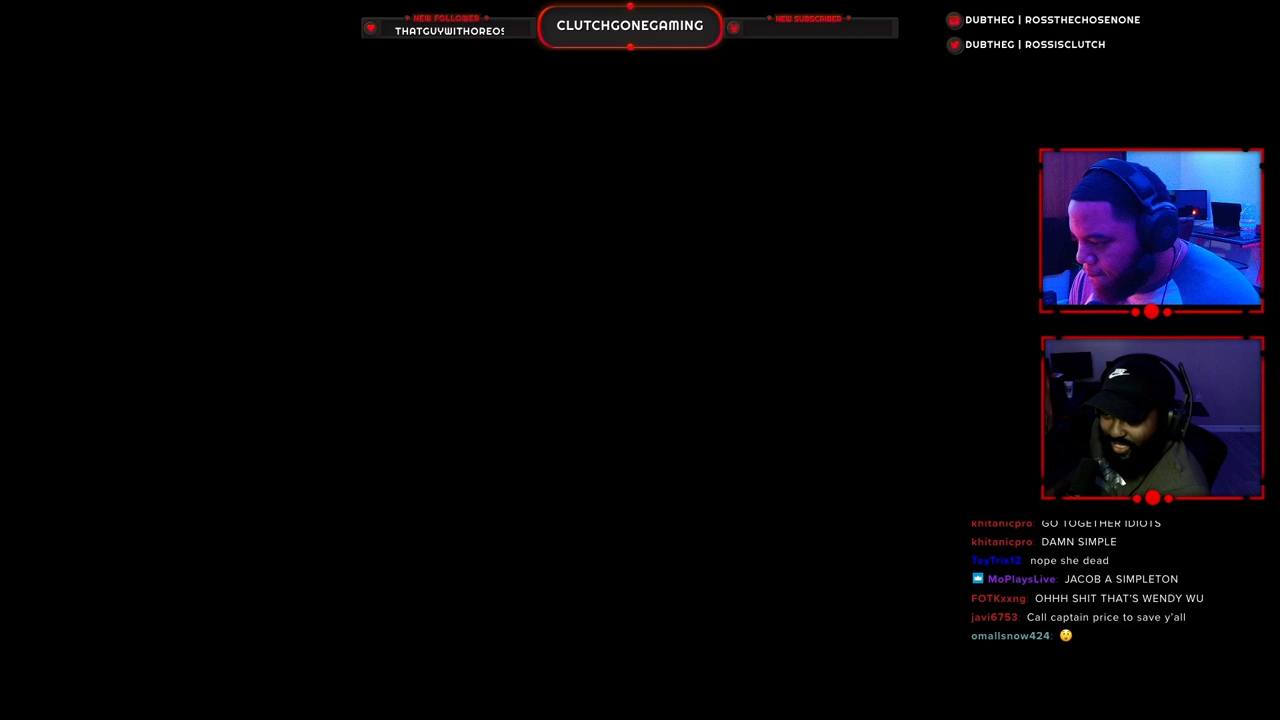 NEW FOLLOWER
THATGUYWITHOREOS
CLUTCHGONEGAMING
NEW SUBSCRIBER
DUBTHEG | ROSSTHECHOSENONE
DUBTHEG | ROSSISCLUTCH
khitanicpro: GO TOGETHER IDIOTS
khitanicpro: DAMN SIMPLE
TayTrix12: nope she dead
MoPlaysLive: JACOB A SIMPLETON
FOTKxxng: OHHH SHIT THAT'S WENDY WU
javi6753: Call captain price to save y'all
omallsnow424: 😲